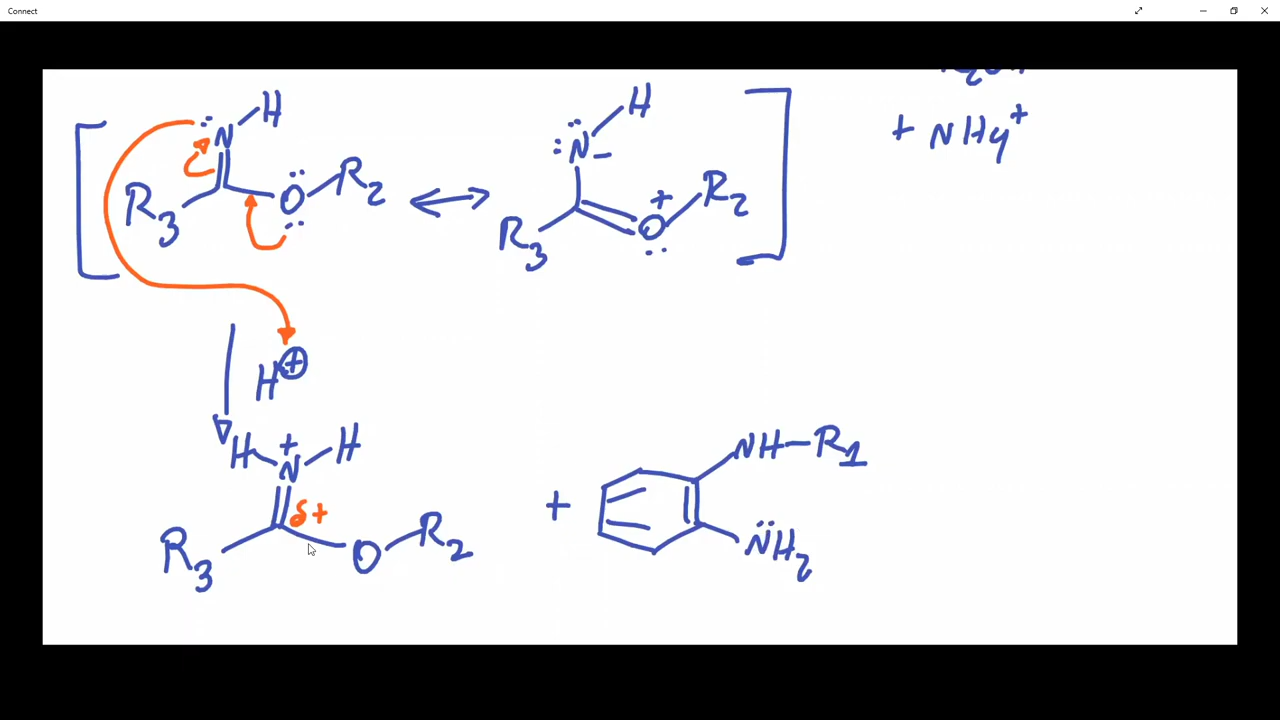 Connect
+ NH4+
H
:N
R3
O
R2
H
:N−
R3
O+
R2
H+
H N+ H
δ+
R3
O
R2
+
NH—R1
NH2